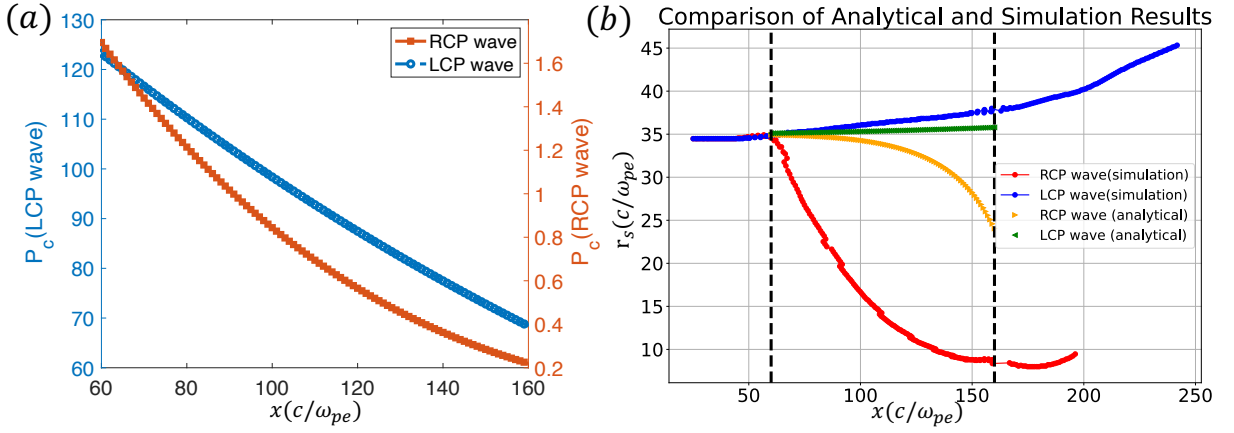 (a)
130
120
110
100
90
80
70
60
P_c(LCP wave)
60
80
100
120
140
160
x(c/ω_pe)
1.6
1.4
1.2
1
0.8
0.6
0.4
0.2
P_c(RCP wave)
RCP wave
LCP wave
(b)
Comparison of Analytical and Simulation Results
45
40
35
30
25
20
15
10
r_s(c/ω_pe)
50
100
150
200
250
x(c/ω_pe)
RCP wave(simulation)
LCP wave(simulation)
RCP wave (analytical)
LCP wave (analytical)